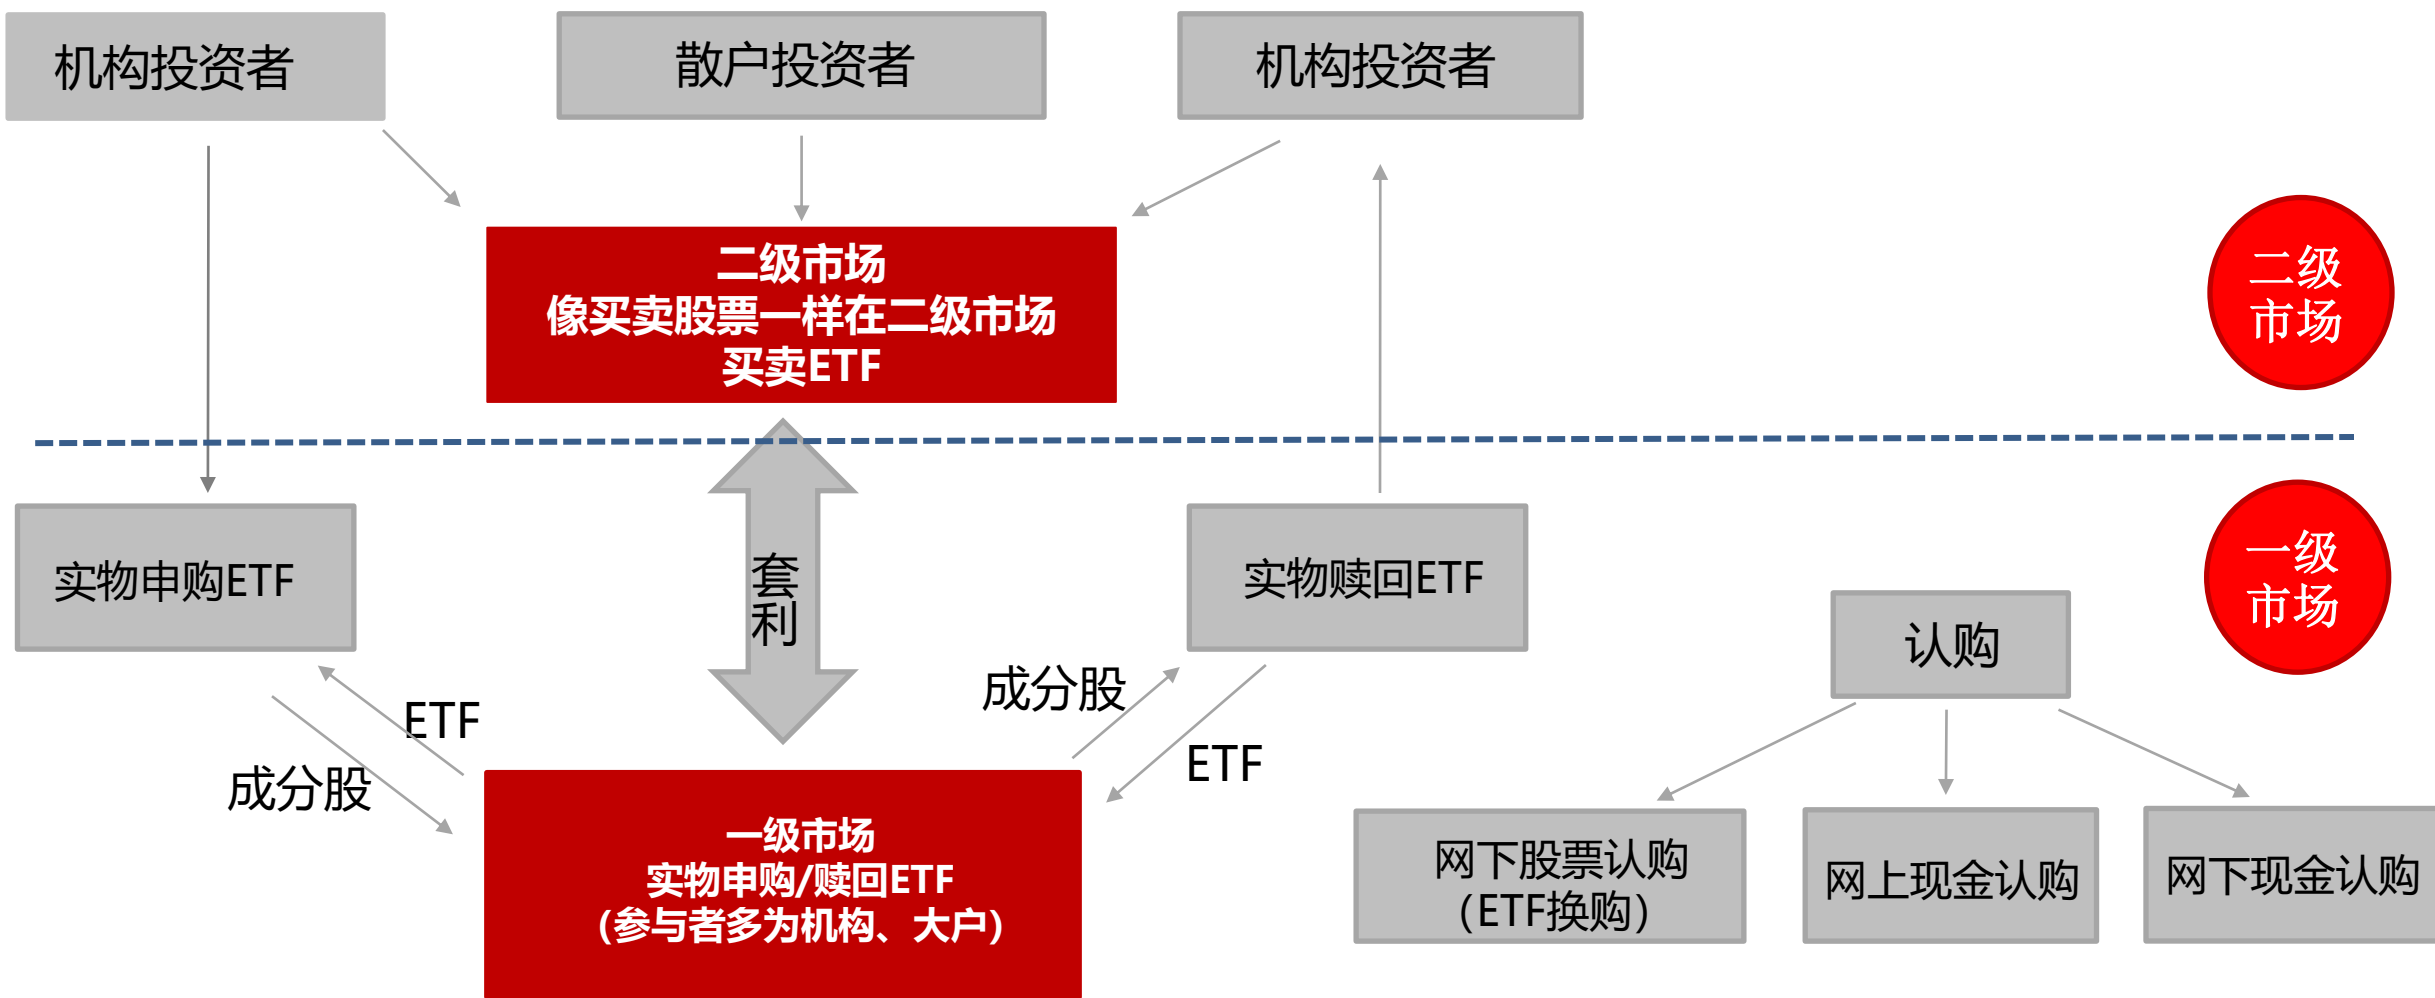 机构投资者
散户投资者
机构投资者
二级市场
像买卖股票一样在二级市场
买卖ETF
二级
市场
套
利
实物申购ETF
实物赎回ETF
一级
市场
认购
成分股
ETF
ETF
成分股
一级市场
实物申购/赎回ETF
(参与者多为机构、大户)
网下股票认购
(ETF换购)
网上现金认购
网下现金认购